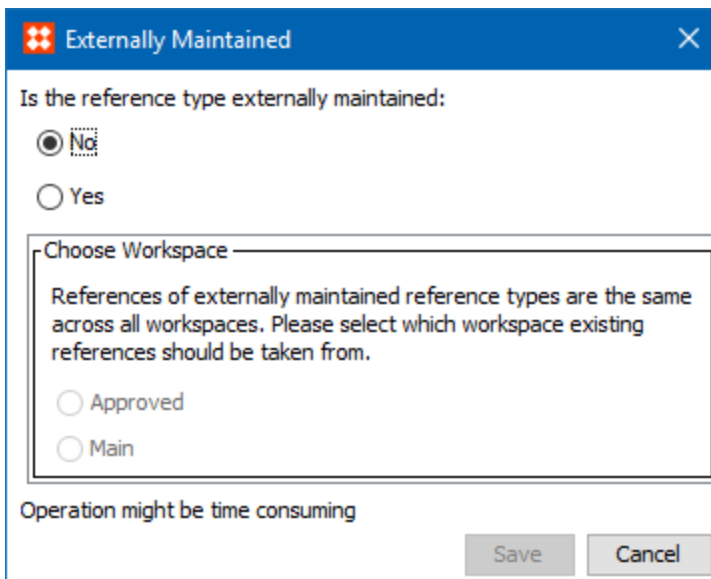 Externally Maintained
Is the reference type externally maintained:
No
Yes
Choose Workspace
References of externally maintained reference types are the same
across all workspaces. Please select which workspace existing
references should be taken from.
Approved
Main
Operation might be time consuming
Save Cancel